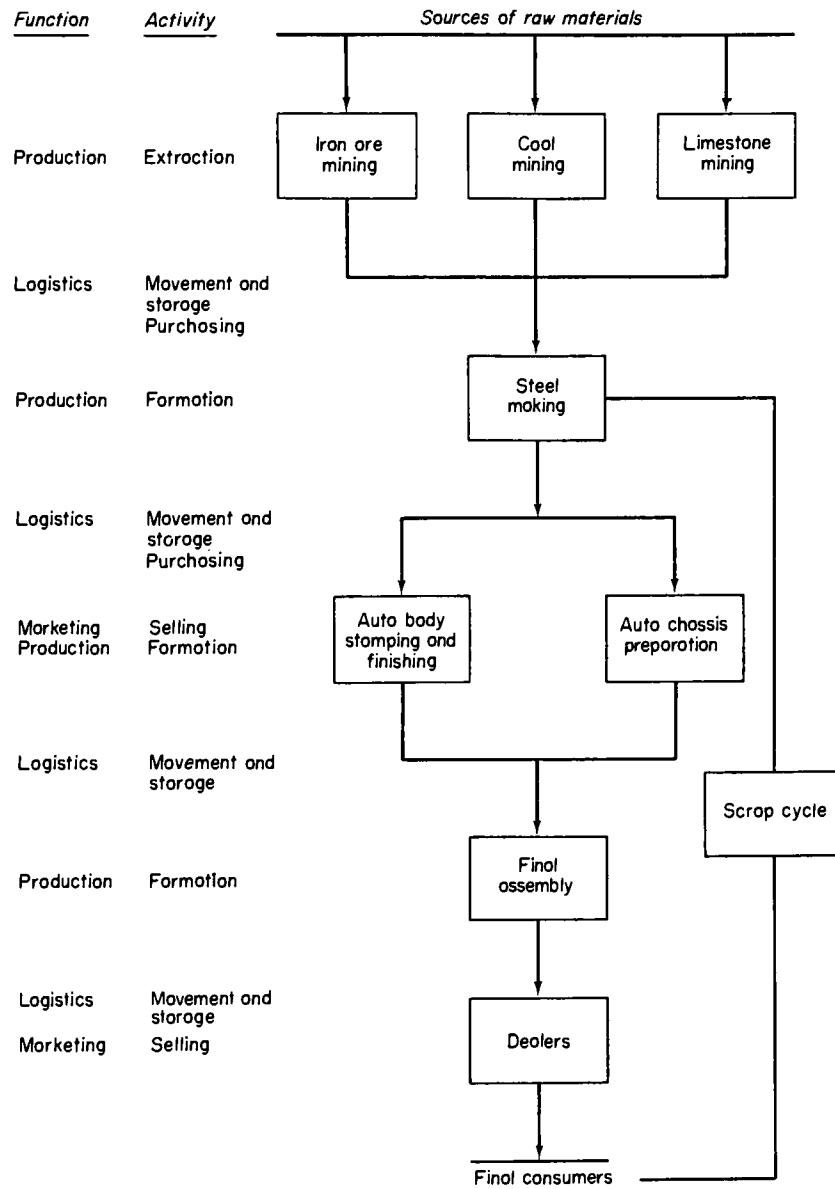 Function
Activity
Sources of raw materials
Production
Extroction
Iron ore
mining
Cool
mining
Limestone
mining
Logistics
Movement ond
storoge
Purchosing
Production
Formotion
Steel
moking
Logistics
Movement ond
storoge
Purchosing
Morketing
Selling
Production
Formotion
Auto body
stomping ond
finishing
Auto chossis
preporotion
Logistics
Movement ond
storoge
Scrop cycle
Production
Formotion
Finol
ossembly
Logistics
Movement ond
storoge
Morketing
Selling
Deolers
Finol consumers